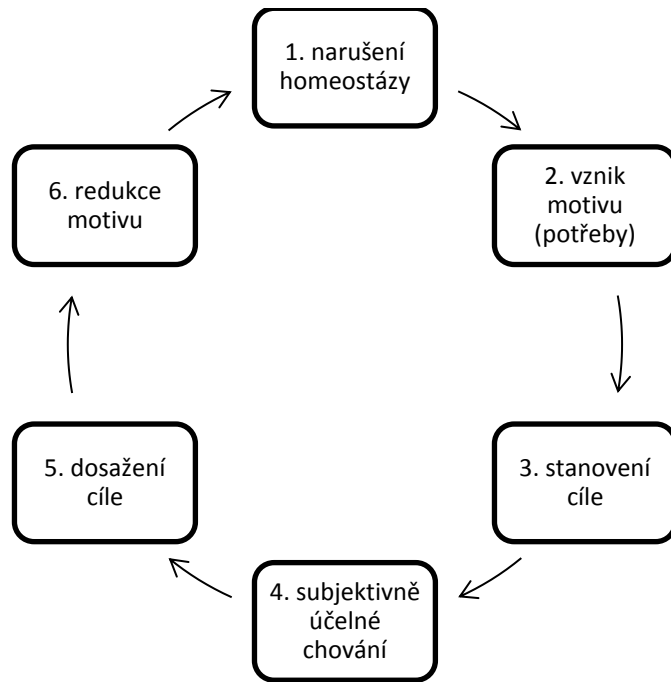 1. narušení
homeostázy
2. vznik
motivu
(potřeby)
3. stanovení
cíle
4. subjektivně
účelné
chování
5. dosažení
cíle
6. redukce
motivu